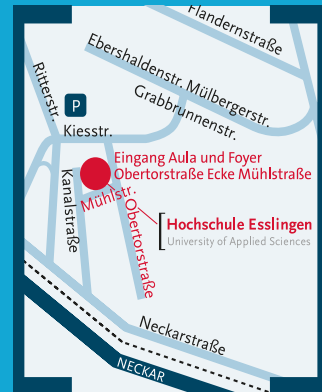 Flandernstraße
Ebershaldenstr. Mülbergerstr.
Grabbrunnenstr.
Ritterstr.
P
Kiesstr.
Eingang Aula und Foyer
Obertorstraße Ecke Mühlstraße
Kanalstraße
Mühlstr.
Obertorstraße
Hochschule Esslingen
University of Applied Sciences
Neckarstraße
NECKAR